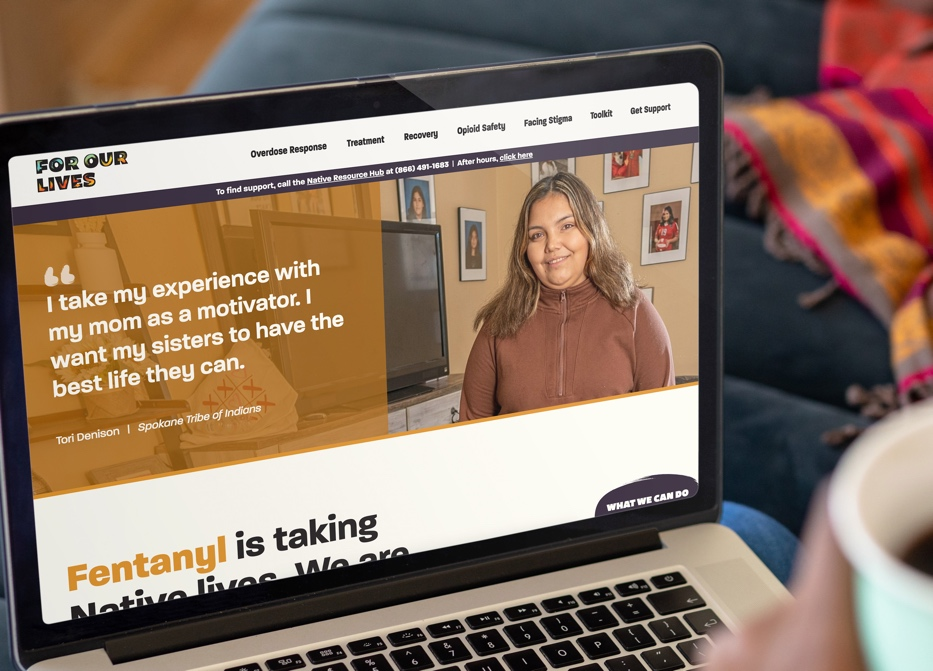 FOR OUR
LIVES
Overdose Response
Treatment
Recovery
Opioid Safety
Facing Stigma
Toolkit
Get Support
To find support, call the Native Resource Hub at (866) 491-1683 | After hours, click here
“
I take my experience with
my mom as a motivator. I
want my sisters to have the
best life they can.
Tori Denison | Spokane Tribe of Indians
WHAT WE CAN DO
Fentanyl is taking
Native lives. We are